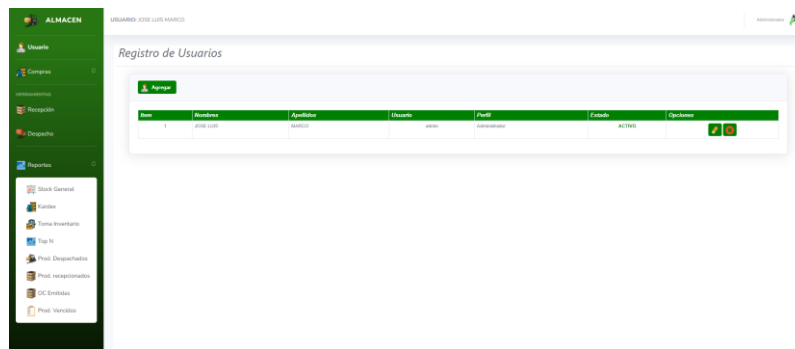 ALMACEN
USUARIO: JOSE LUIS MARCO
Administrador
Usuario
Compras
HERRAMIENTAS
Recepción
Despacho
Reportes
Stock General
Kardex
Toma Inventario
Top N
Prod. Despachados
Prod. recepcionados
OC Emitidas
Prod. Vencidos
Registro de Usuarios
Agregar
Item Nombres Apellidos Usuario Perfil Estado Opciones
1 JOSE LUIS MARCO admin Administrador ACTIVO